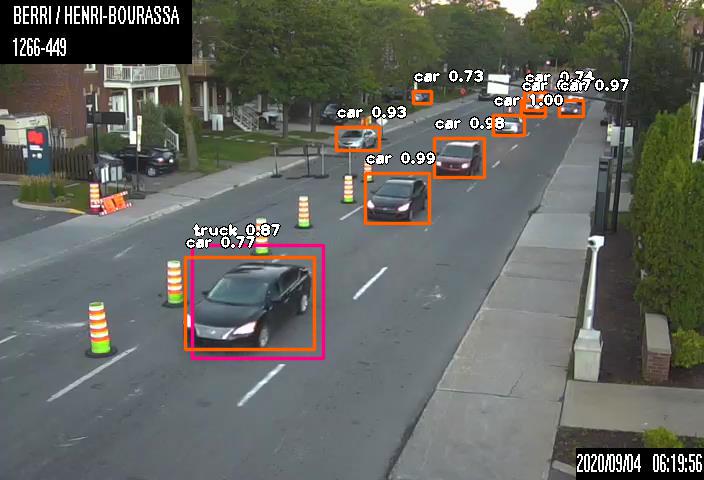 BERRI / HENRI-BOURASSA
1266-449
car 0.73
car 0.74
0.97
car 1.00
car 0.93
car 0.98
car 0.99
truck 0.87
car 0.77
2020/09/04 06:19:56